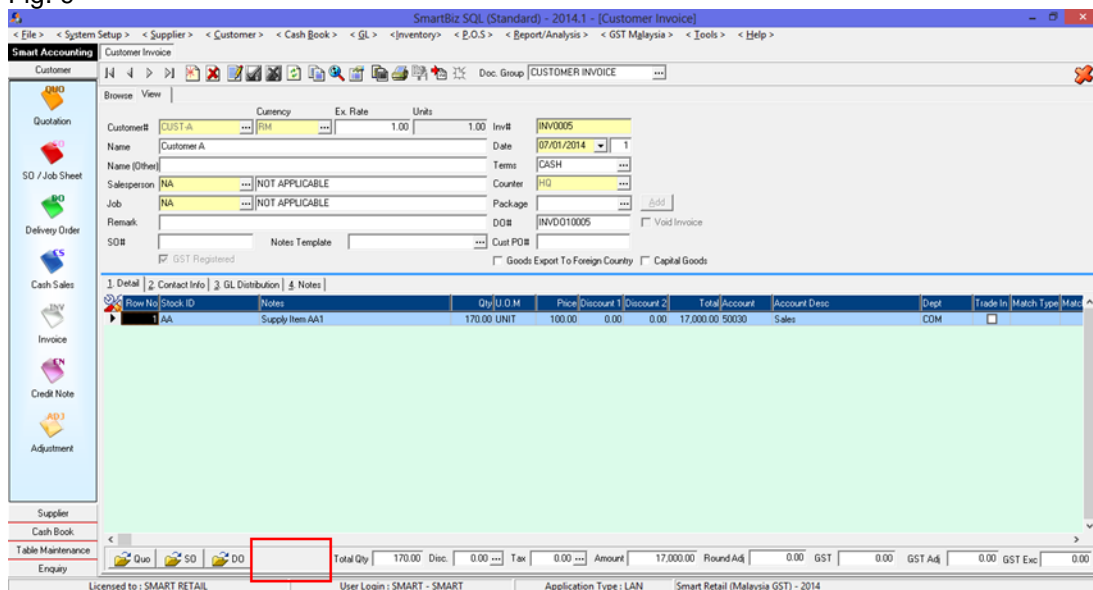 Fig. 6
SmartBiz SQL (Standard) - 2014.1 - [Customer Invoice]
< File > < System Setup > < Supplier > < Customer > < Cash Book > < GL > <Inventory> < P.O.S > < Report/Analysis > < GST Malaysia > < Tools > < Help >
Smart Accounting Customer Invoice
Customer
Doc. Group CUSTOMER INVOICE ...
QUO
Browse View
Quotation
Currency Ex. Rate Units
Customer# CUST-A ... RM ... 1.00 1.00 Inv# INV0005
Name Customer A Date 07/01/2014 1
SO / Job Sheet
Name (Other) Terms CASH ...
Salesperson NA ... NOT APPLICABLE Counter HQ ...
Job NA ... NOT APPLICABLE Package ... Add
DO
Remark DO# INVDO10005 Void Invoice
Delivery Order
SO# Notes Template ... Cust PO#
GST Registered Goods Export To Foreign Country Capital Goods
CS
Cash Sales
1. Detail 2. Contact Info 3. GL Distribution 4. Notes
Row No Stock ID Notes Qty U.O.M Price Discount 1 Discount 2 Total Account Account Desc Dept Trade In Match Type
1 AA Supply Item AA1 170.00 UNIT 100.00 0.00 0.00 17,000.00 50030 Sales COM
INV
Invoice
CN
Credit Note
ADJ
Adjustment
Supplier
Cash Book
Table Maintenance
Enquiry
Quo SO DO Total Qty 170.00 Disc. 0.00 ... Tax 0.00 ... Amount 17,000.00 Round Adj 0.00 GST 0.00 GST Adj 0.00 GST Exc 0.00
Licensed to : SMART RETAIL User Login : SMART - SMART Application Type : LAN Smart Retail (Malaysia GST) - 2014